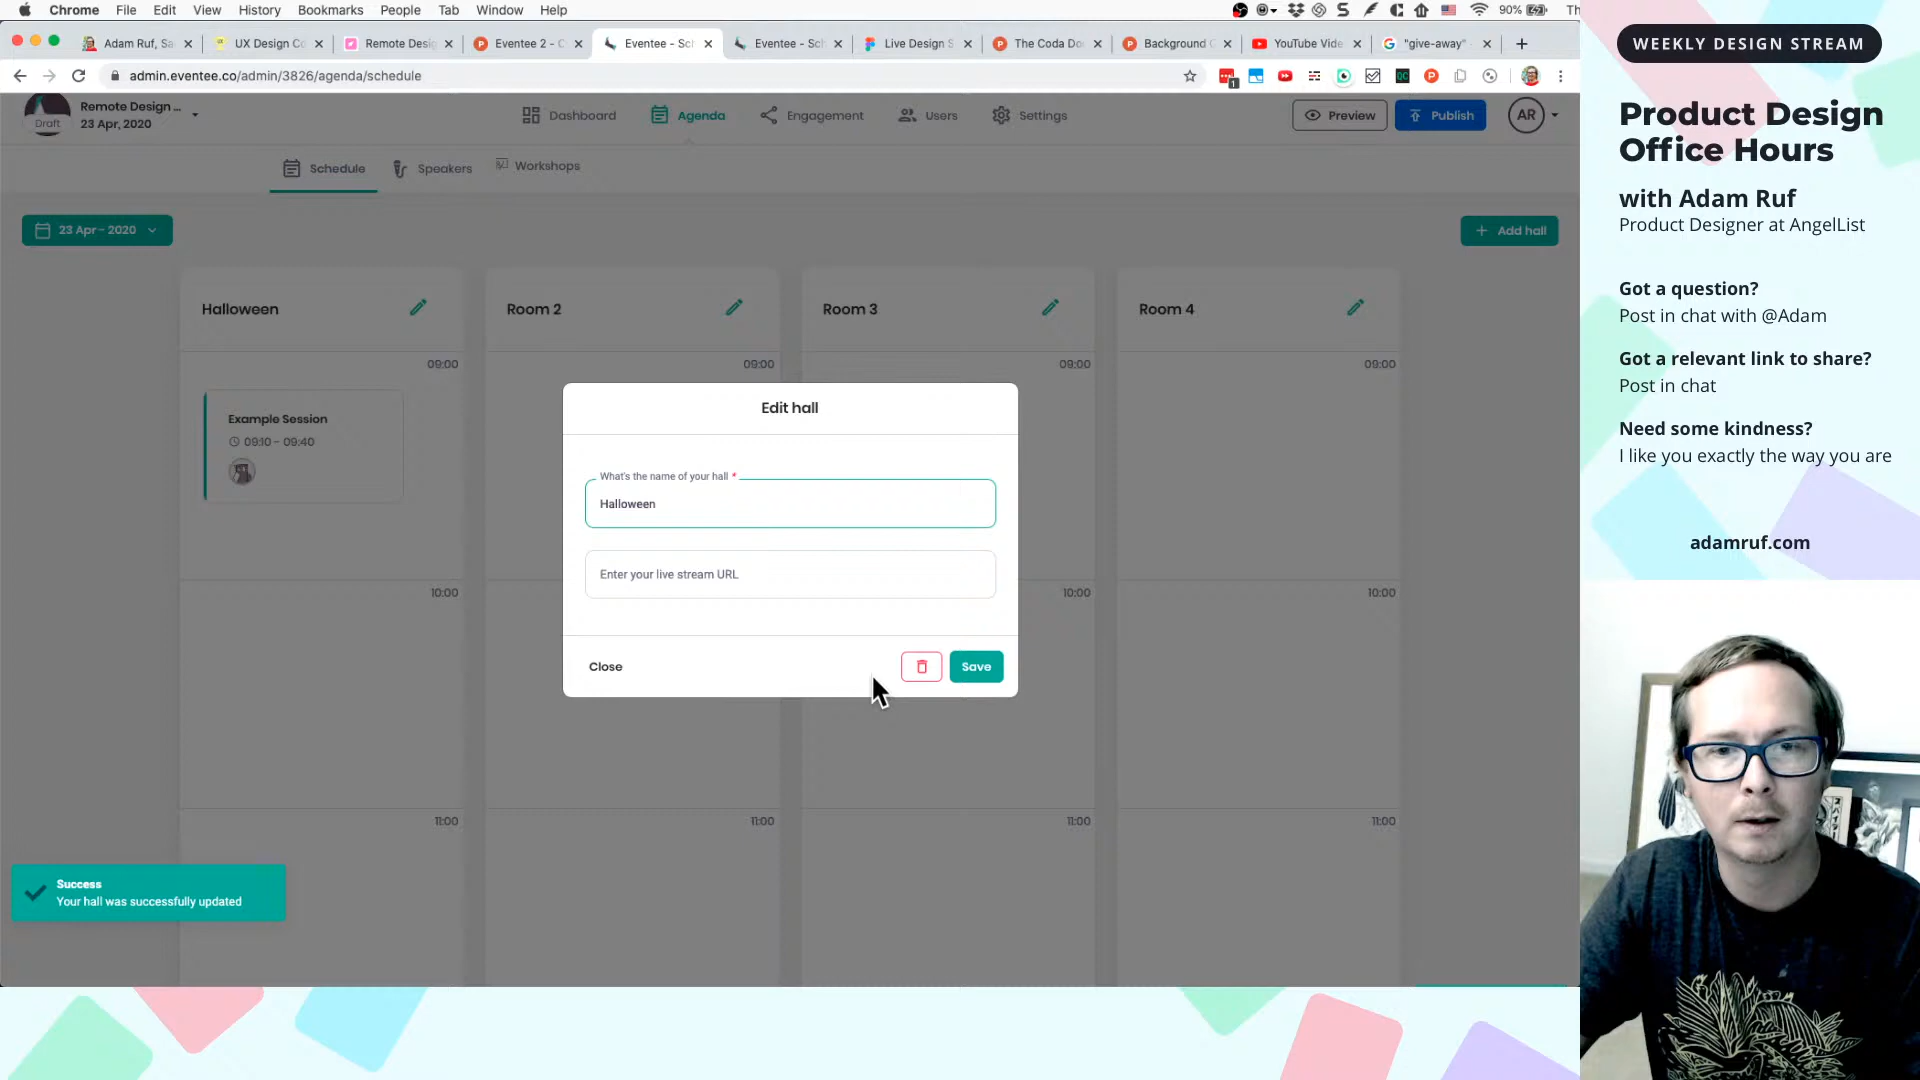 Chrome File Edit View History Bookmarks People Tab Window Help 90% Th
Adam Ruf, Sa UX Design Co Remote Desig Eventee 2 - C Eventee - Sch Eventee - Sch Live Design S The Coda Do Background C YouTube Vide "give-away"
admin.eventee.co/admin/3826/agenda/schedule
Draft
Remote Design ...
23 Apr, 2020
Dashboard Agenda Engagement Users Settings Preview Publish AR
Schedule Speakers Workshops
23 Apr - 2020 Add hall
Halloween Room 2 Room 3 Room 4
09:00 09:00 09:00 09:00
Example Session
09:10 - 09:40
10:00 10:00 10:00
11:00 11:00 11:00 11:00
Edit hall
What's the name of your hall *
Halloween
Enter your live stream URL
Close Save
Success
Your hall was successfully updated
WEEKLY DESIGN STREAM
Product Design
Office Hours
with Adam Ruf
Product Designer at AngelList
Got a question?
Post in chat with @Adam
Got a relevant link to share?
Post in chat
Need some kindness?
I like you exactly the way you are
adamruf.com